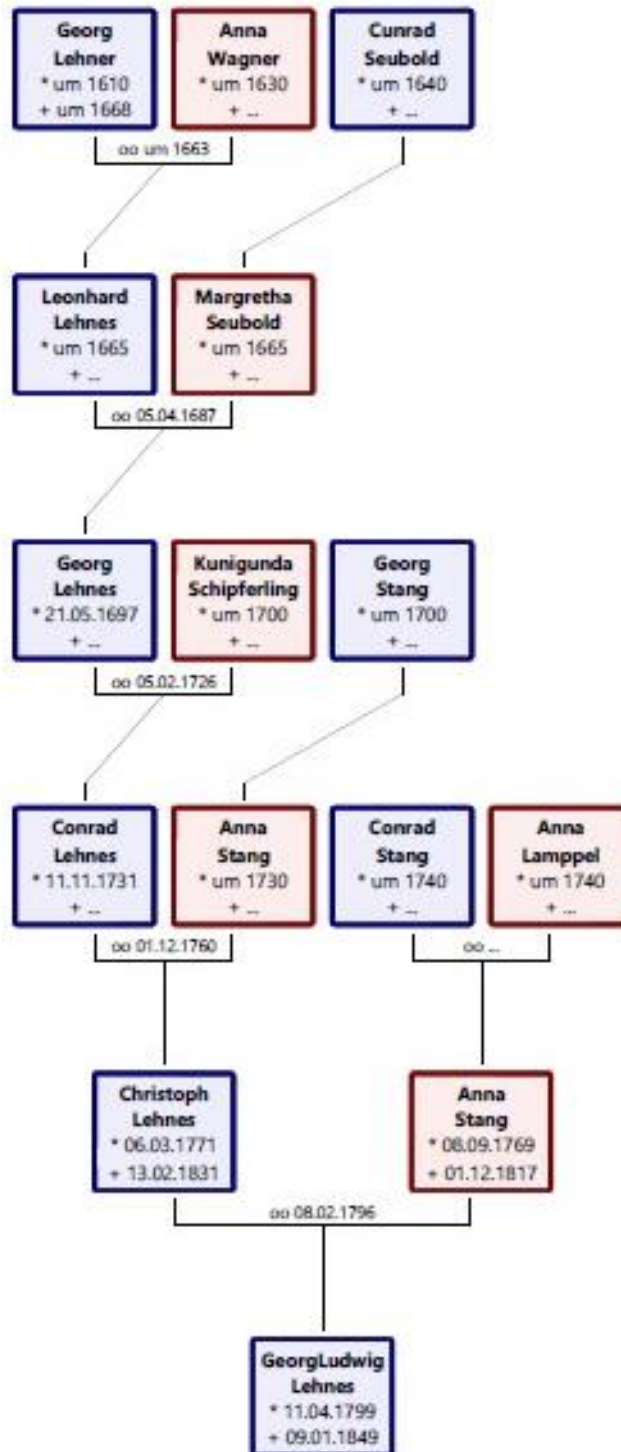 Georg
Lehner
* um 1610
+ um 1668
Anna
Wagner
* um 1630
+ ...
Cunrad
Seubold
* um 1640
+ ...
oo um 1663
Leonhard
Lehnes
* um 1665
+ ...
Margretha
Seubold
* um 1665
+ ...
oo 05.04.1687
Georg
Lehnes
* 21.05.1697
+ ...
Kunigunda
Schipferling
* um 1700
+ ...
Georg
Stang
* um 1700
+ ...
oo 05.02.1726
Conrad
Lehnes
* 11.11.1731
+ ...
Anna
Stang
* um 1730
+ ...
Conrad
Stang
* um 1740
+ ...
Anna
Lamppel
* um 1740
+ ...
oo 01.12.1760
oo ...
Christoph
Lehnes
* 06.03.1771
+ 13.02.1831
Anna
Stang
* 08.09.1769
+ 01.12.1817
oo 08.02.1796
GeorgLudwig
Lehnes
* 11.04.1799
+ 09.01.1849